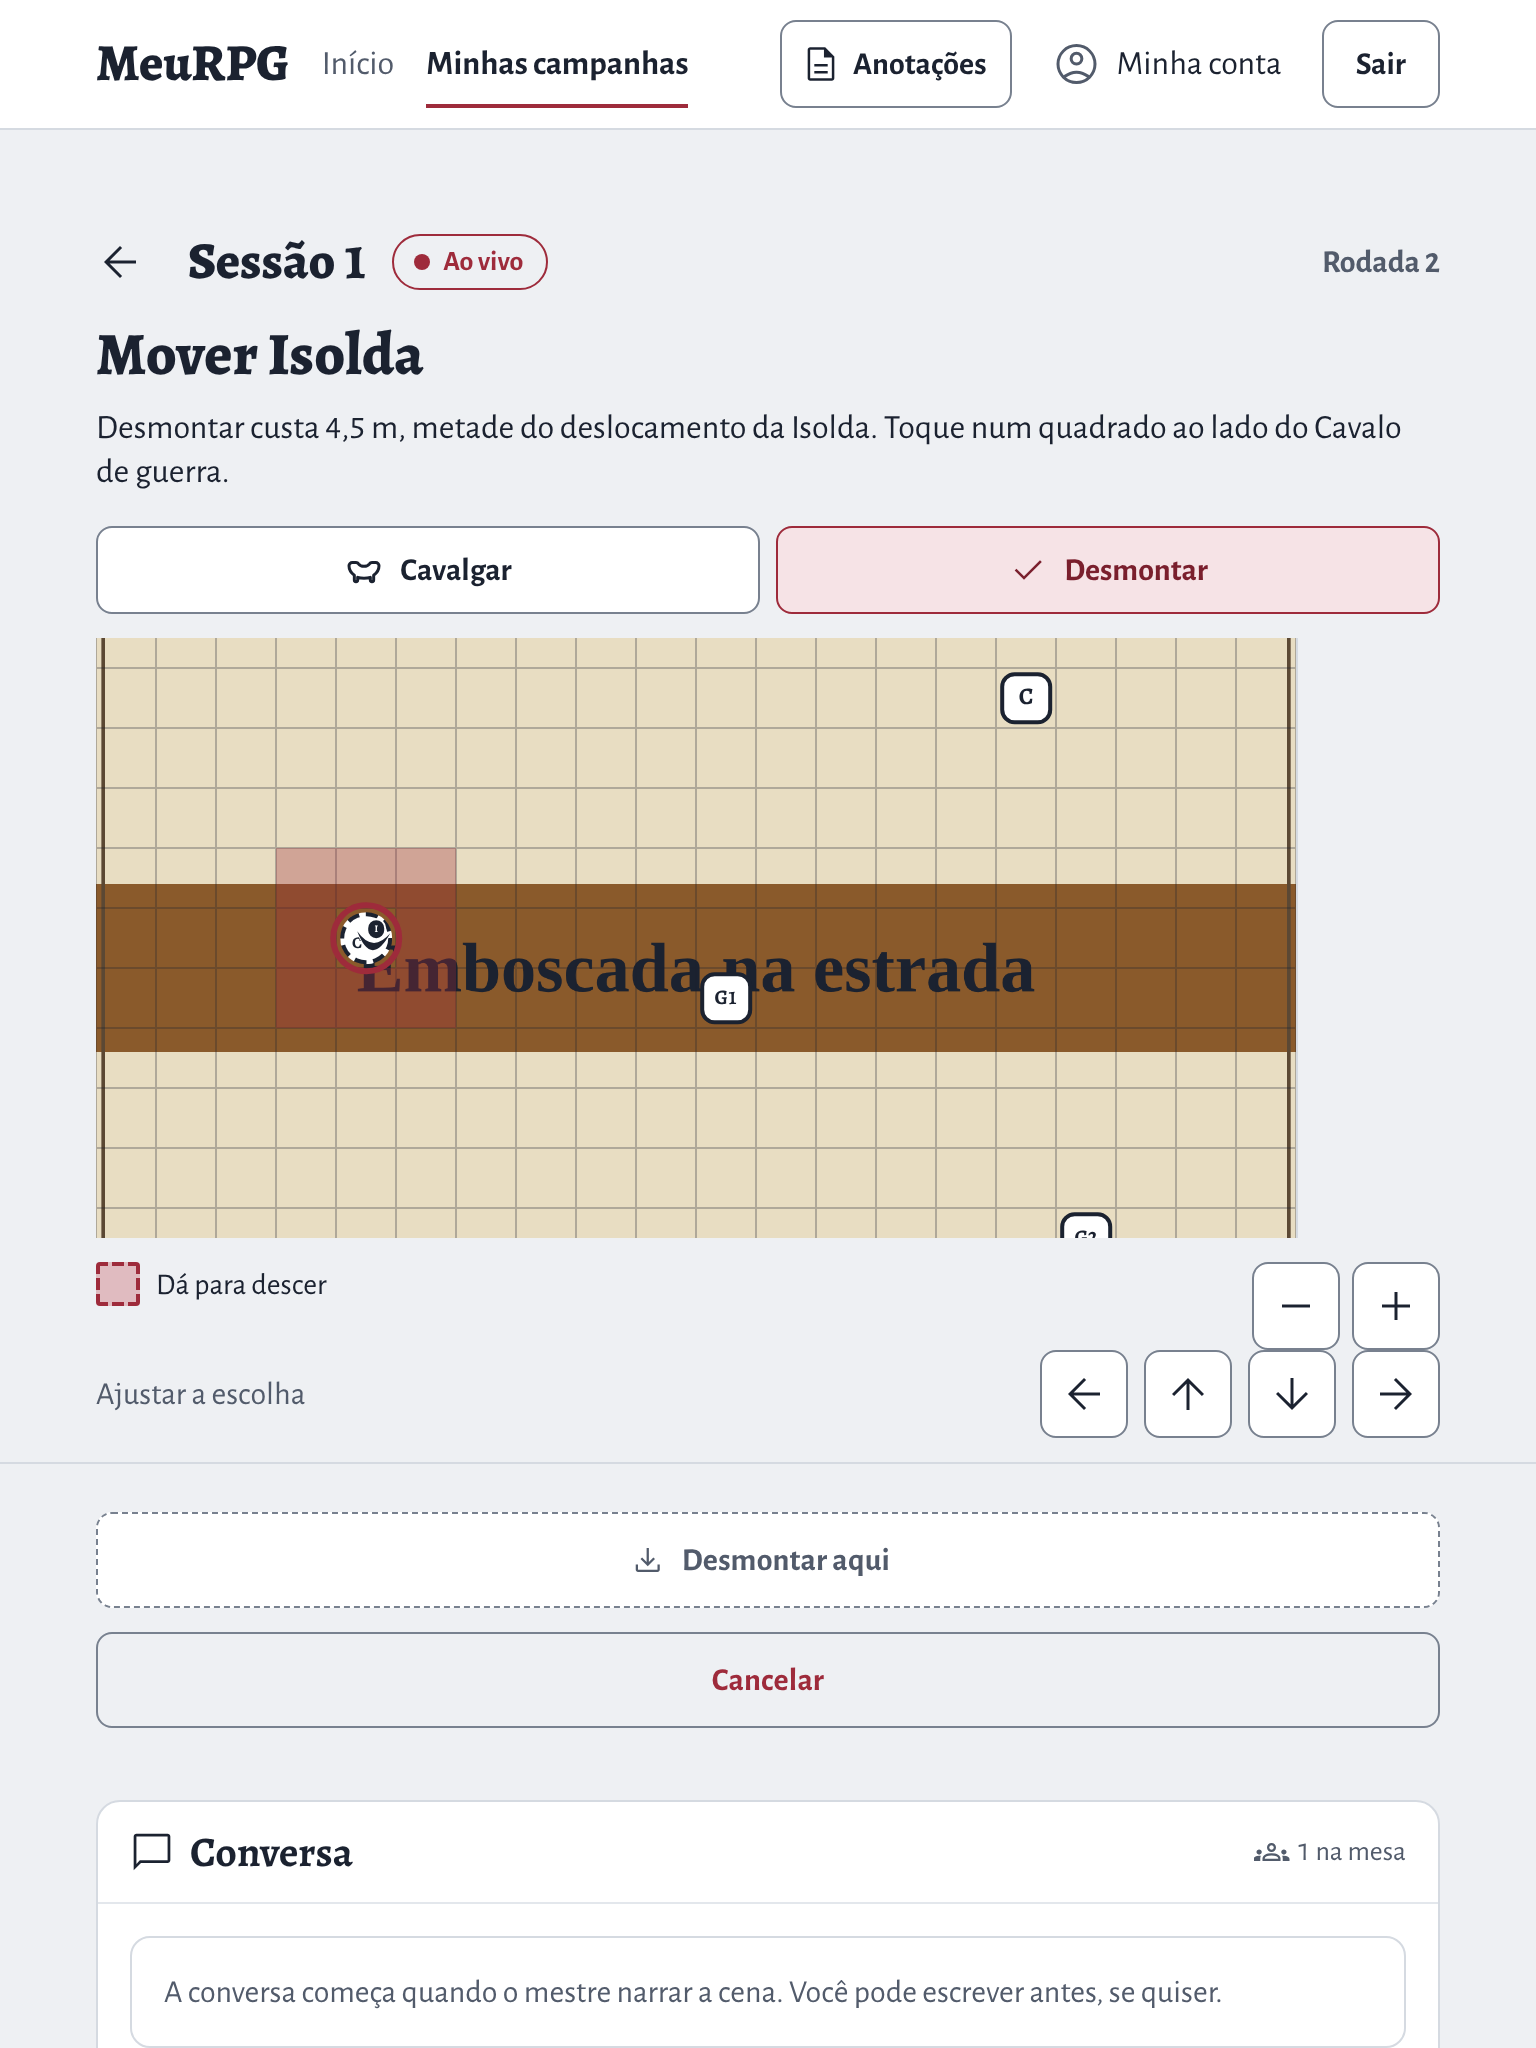 MeuRPG Início Minhas campanhas Anotações Minha conta Sair
Sessão 1 Ao vivo Rodada 2
Mover Isolda
Desmontar custa 4,5 m, metade do deslocamento da Isolda. Toque num quadrado ao lado do Cavalo
de guerra.
Cavalgar Desmontar
C
C I
Emboscada na estrada
G1
G2
Dá para descer
Ajustar a escolha
Desmontar aqui
Cancelar
Conversa 1 na mesa
A conversa começa quando o mestre narrar a cena. Você pode escrever antes, se quiser.